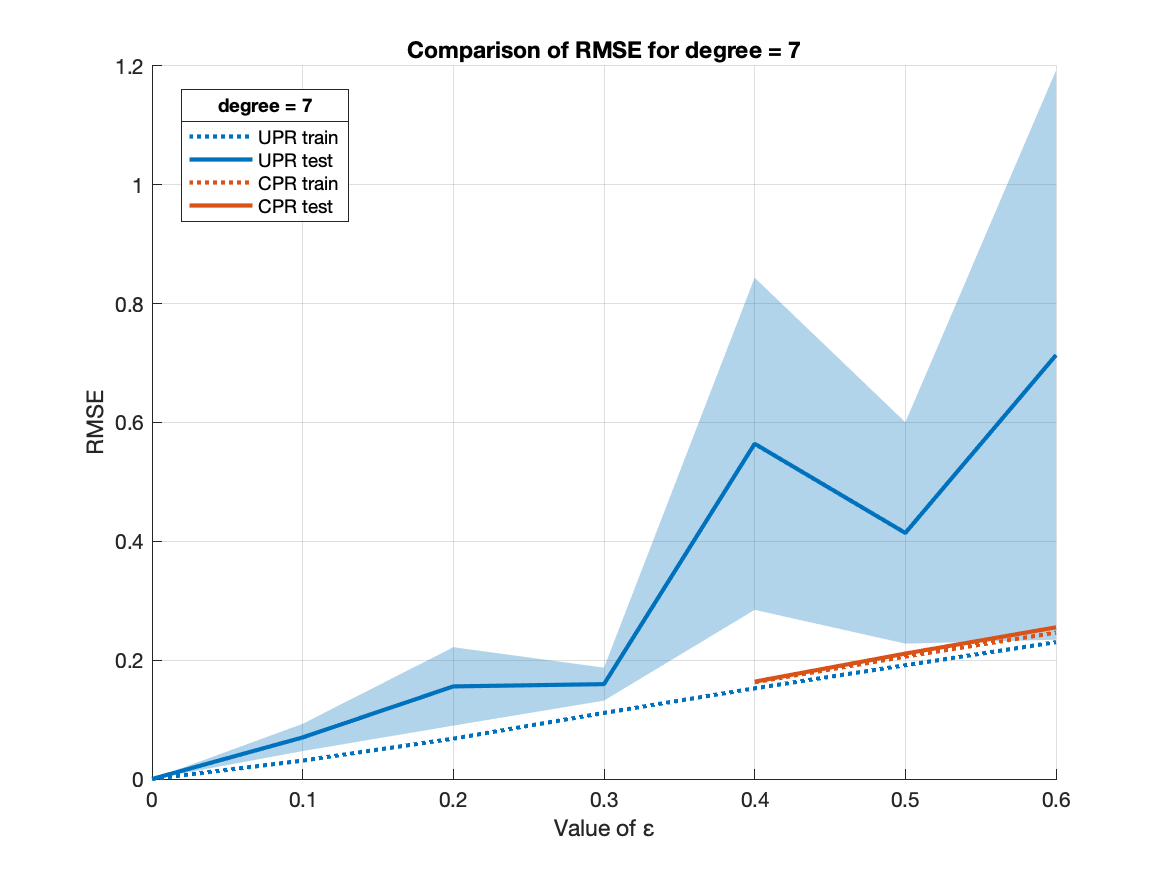 Comparison of RMSE for degree = 7
1.2
1
0.8
0.6
0.4
0.2
0
RMSE
degree = 7
UPR train
UPR test
CPR train
CPR test
0 0.1 0.2 0.3 0.4 0.5 0.6
Value of ε